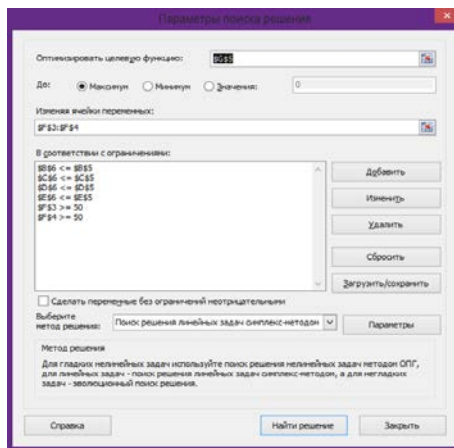 Параметры поиска решения
Оптимизировать целевую функцию: $G$5
До: Максимум Минимум Значения: 0
Изменяя ячейки переменных:
$F$3:$F$4
В соответствии с ограничениями:
$B$6 <= $B$5
$C$6 <= $C$5
$D$6 <= $D$5
$E$6 <= $E$5
$F$3 >= 50
$F$4 >= 50
Добавить
Изменить
Удалить
Сбросить
Загрузить/сохранить
Сделать переменные без ограничений неотрицательными
Выберите метод решения: Поиск решения линейных задач симплекс-методом Параметры
Метод решения
Для гладких нелинейных задач используйте поиск решения нелинейных задач методом ОПГ,
для линейных задач - поиск решения линейных задач симплекс-методом, а для негладких
задач - эволюционный поиск решения.
Справка Найти решение Закрыть